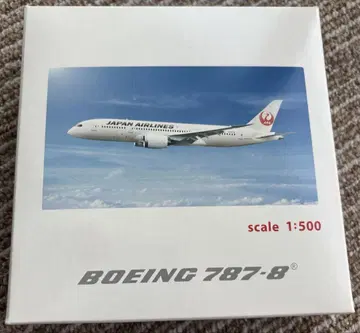 JAPAN AIRLINES
scale 1:500
BOEING 787-8®